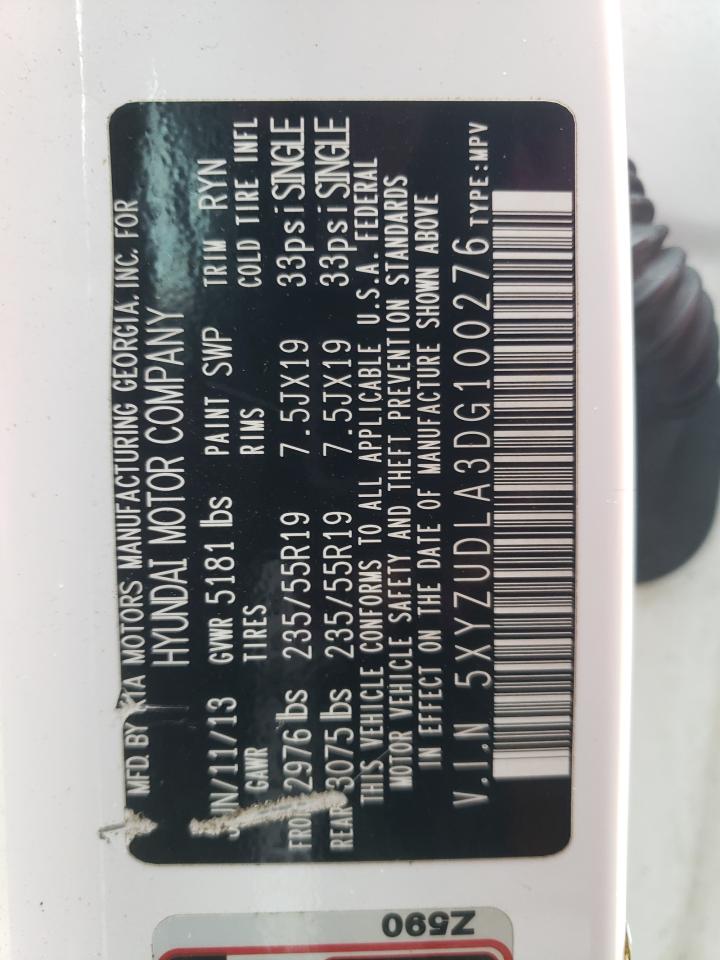 MFD. BY KIA MOTORS MANUFACTURING GEORGIA, INC. FOR
HYUNDAI MOTOR COMPANY
JUN/11/13 GVWR 5181 lbs PAINT SWP TRIM RYN
GAWR TIRES RIMS COLD TIRE INFL
FRONT 2976 lbs 235/55R19 7.5JX19 33psi SINGLE
REAR 3075 lbs 235/55R19 7.5JX19 33psi SINGLE
THIS VEHICLE CONFORMS TO ALL APPLICABLE U.S.A. FEDERAL
MOTOR VEHICLE SAFETY AND THEFT PREVENTION STANDARDS
IN EFFECT ON THE DATE OF MANUFACTURE SHOWN ABOVE
V.I.N 5XYZUDLA3DG100276 TYPE:MPV
Z590